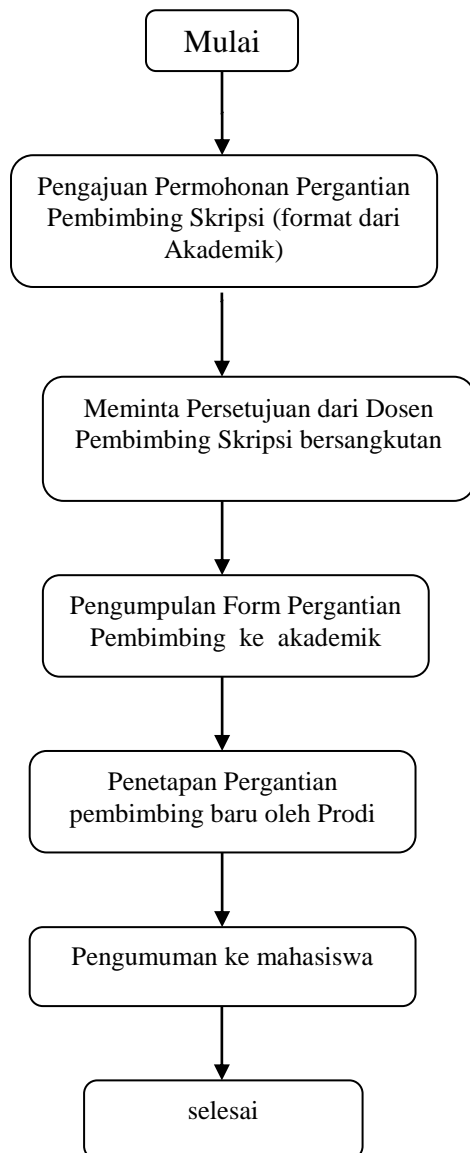 Mulai
Pengajuan Permohonan Pergantian
Pembimbing Skripsi (format dari
Akademik)
Meminta Persetujuan dari Dosen
Pembimbing Skripsi bersangkutan
Pengumpulan Form Pergantian
Pembimbing ke akademik
Penetapan Pergantian
pembimbing baru oleh Prodi
Pengumuman ke mahasiswa
selesai